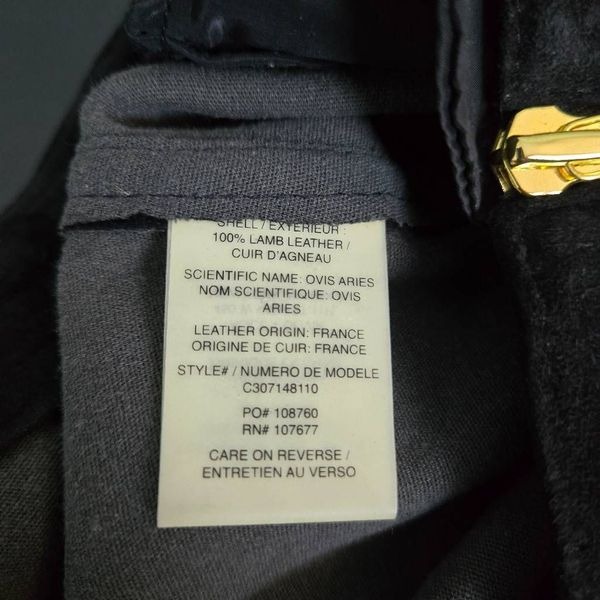 SHELL / EXTERIEUR :
100% LAMB LEATHER /
CUIR D'AGNEAU
SCIENTIFIC NAME: OVIS ARIES
NOM SCIENTIFIQUE: OVIS
ARIES
LEATHER ORIGIN: FRANCE
ORIGINE DE CUIR: FRANCE
STYLE# / NUMERO DE MODELE
C307148110
PO# 108760
RN# 107677
CARE ON REVERSE /
ENTRETIEN AU VERSO